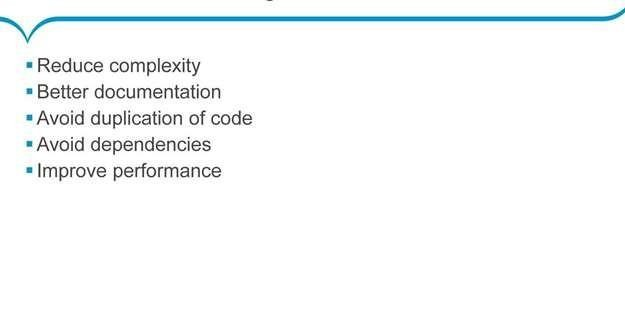 Reduce complexity
Better documentation
Avoid duplication of code
Avoid dependencies
Improve performance